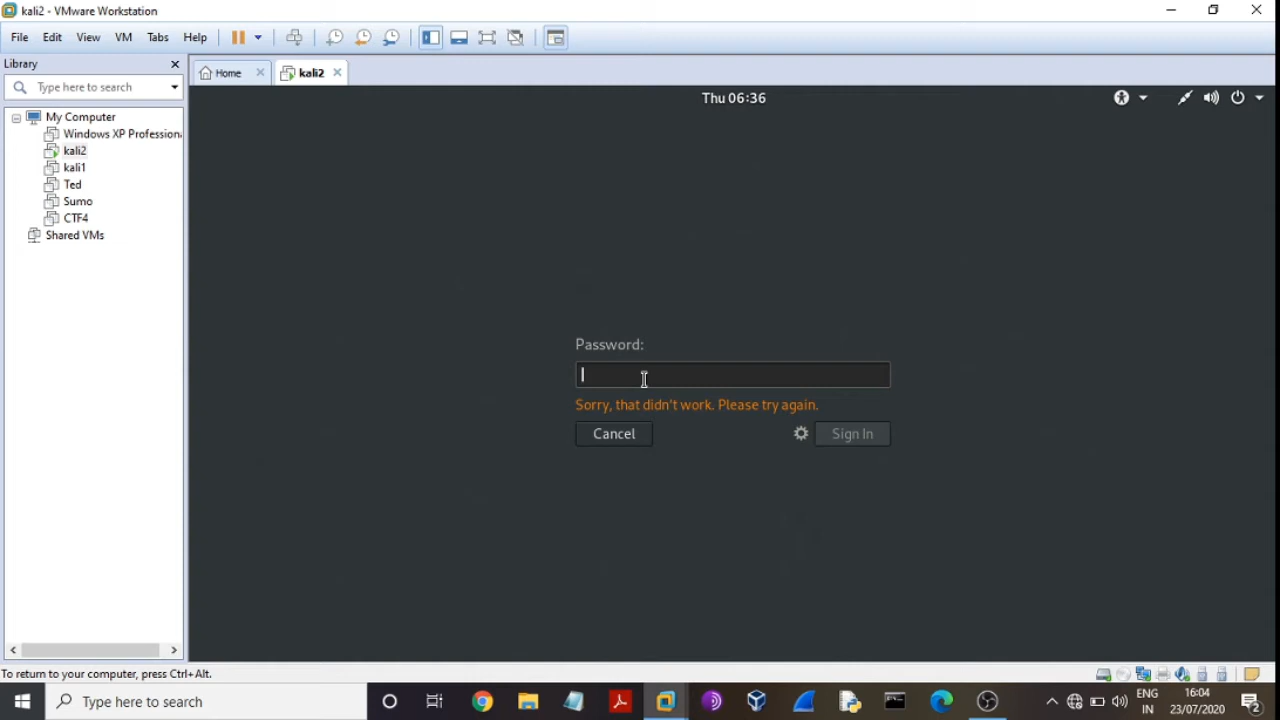 kali2 - VMware Workstation
File Edit View VM Tabs Help
Library
Home
kali2
Type here to search
Thu 06:36
My Computer
Windows XP Professiona
kali2
kali1
Ted
Sumo
CTF4
Shared VMs
Password:
Sorry, that didn't work. Please try again.
Cancel
Sign In
To return to your computer, press Ctrl+Alt.
Type here to search
ENG
IN
16:04
23/07/2020
2